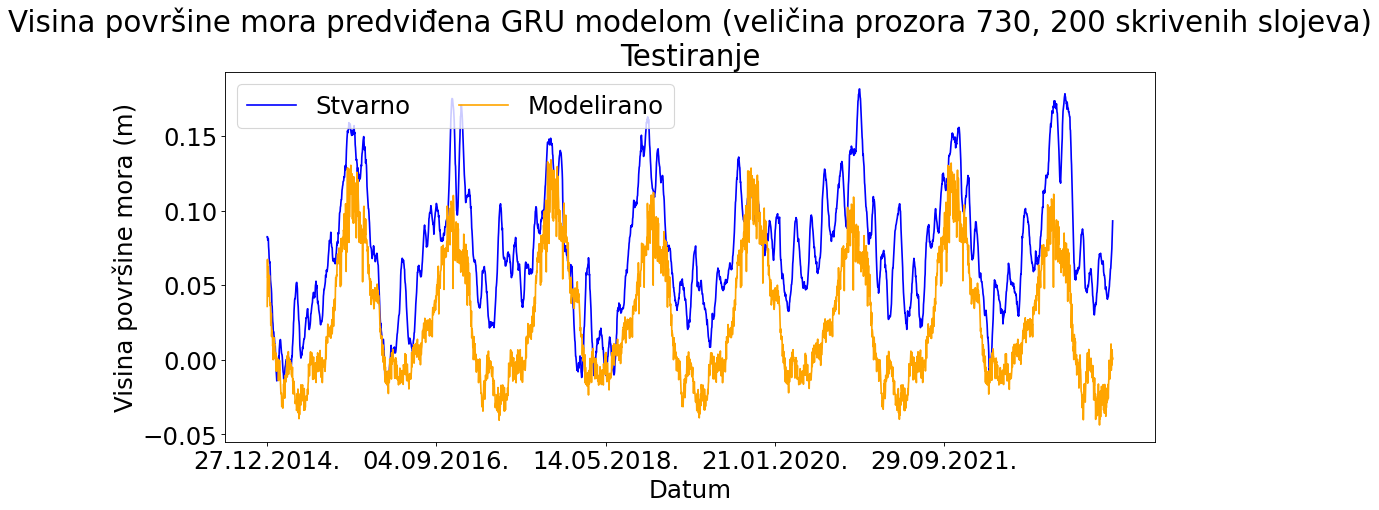 Visina površine mora predviđena GRU modelom (veličina prozora 730, 200 skrivenih slojeva)
Testiranje
Stvarno
Modelirano
Visina površine mora (m)
0.15
0.10
0.05
0.00
−0.05
27.12.2014.
04.09.2016.
14.05.2018.
21.01.2020.
29.09.2021.
Datum